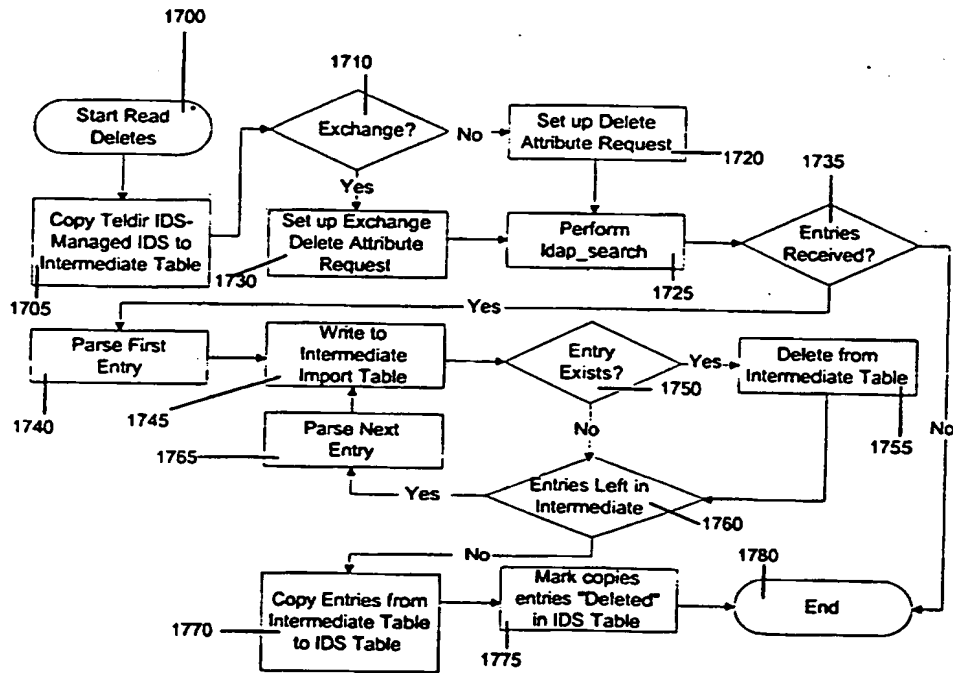 1700
Start Read
Deletes
1710
Exchange?
No
Set up Delete
Attribute Request
1720
1735
Yes
Copy Teldir IDS-
Managed IDS to
Intermediate Table
1705
Set up Exchange
Delete Attribute
Request
1730
Perform
ldap_search
1725
Entries
Received?
Yes
Parse First
Entry
1740
Write to
Intermediate
Import Table
1745
Entry
Exists?
1750
Yes
Delete from
Intermediate Table
1755
No
No
Parse Next
Entry
1765
Yes
Entries Left in
Intermediate
1760
No
Copy Entries from
Intermediate Table
to IDS Table
1770
Mark copies
entries "Deleted"
in IDS Table
1775
1780
End